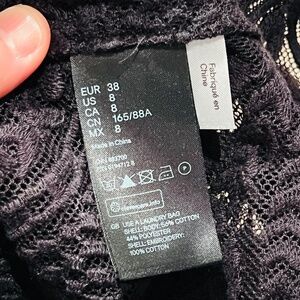 EUR 38
US 8
CA 8
CN 165/88A
MX 8
Made in China
GB USE A LAUNDRY BAG
SHELL: BODY: 56% COTTON
44% POLYESTER
SHELL: EMBROIDERY:
100% COTTON
Fabriqué en
Chine